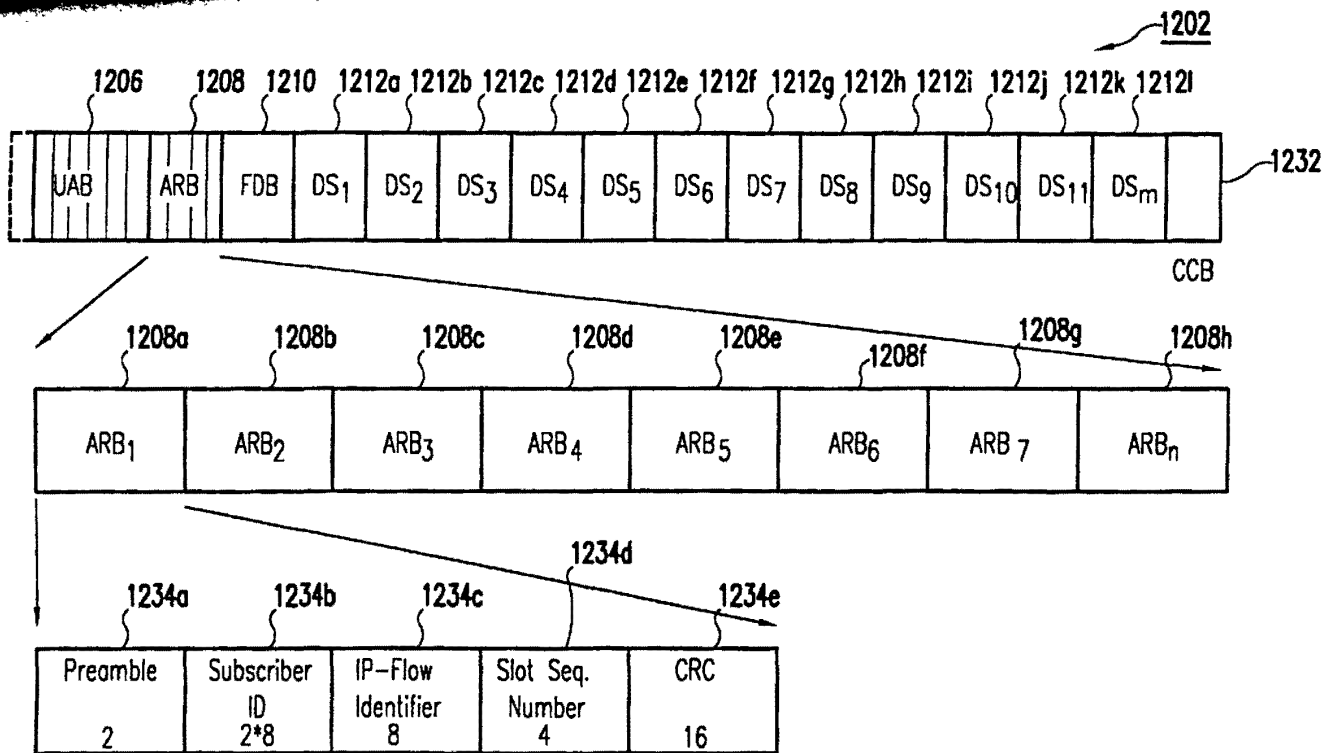 1202
1206 1208 1210 1212a 1212b 1212c 1212d 1212e 1212f 1212g 1212h 1212i 1212j 1212k 1212l
1232
UAB ARB FDB DS1 DS2 DS3 DS4 DS5 DS6 DS7 DS8 DS9 DS10 DS11 DSm
CCB
1208a 1208b 1208c 1208d 1208e 1208f 1208g 1208h
ARB1 ARB2 ARB3 ARB4 ARB5 ARB6 ARB7 ARBn
1234a 1234b 1234c 1234d 1234e
Preamble Subscriber IP-Flow Slot Seq. CRC
ID Identifier Number
2 2*8 8 4 16